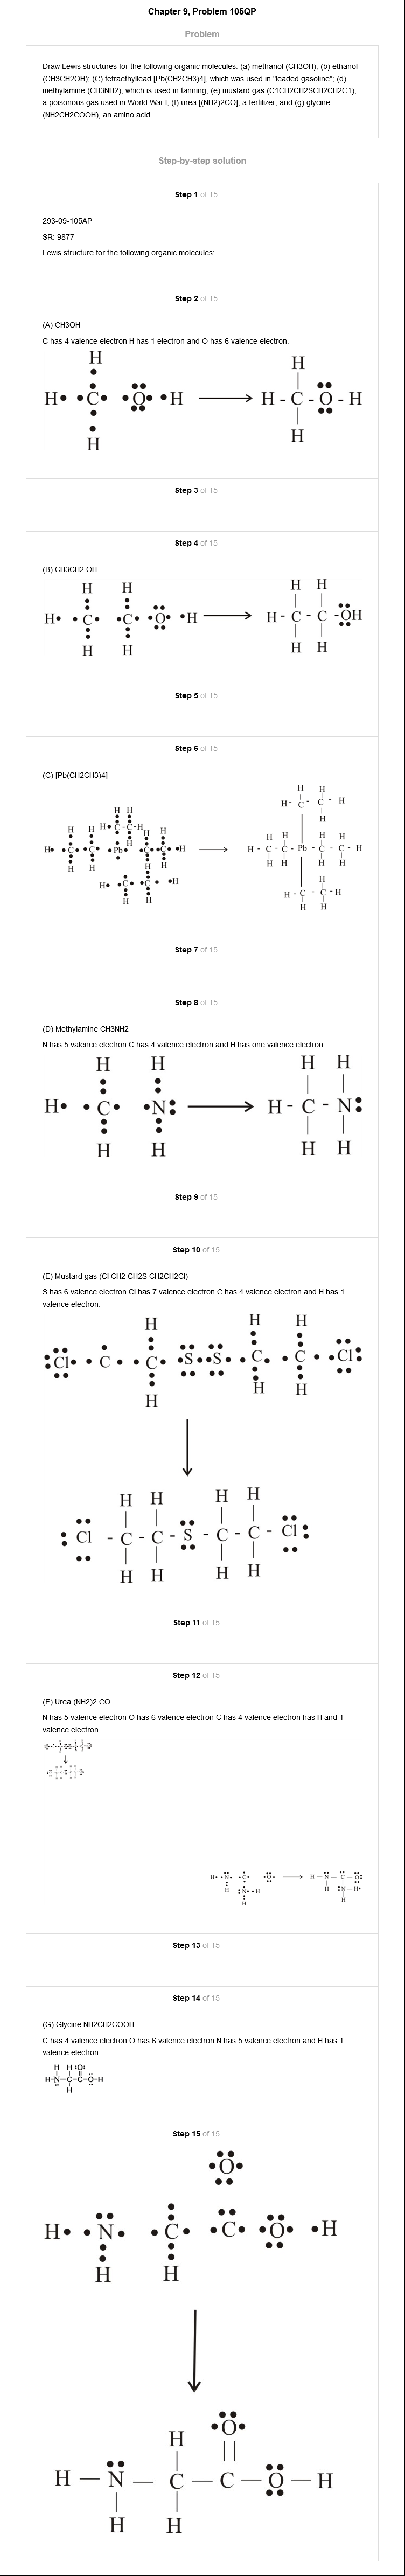 Chapter 9, Problem 105QP
Problem
Draw Lewis structures for the following organic molecules: (a) methanol (CH3OH); (b) ethanol
(CH3CH2OH); (C) tetraethyllead [Pb(CH2CH3)4], which was used in "leaded gasoline"; (d)
methylamine (CH3NH2), which is used in tanning; (e) mustard gas (C1CH2CH2SCH2CH2C1),
a poisonous gas used in World War I; (f) urea [(NH2)2CO], a fertilizer; and (g) glycine
(NH2CH2COOH), an amino acid.
Step-by-step solution
Step 1 of 15
293-09-105AP
SR: 9877
Lewis structure for the following organic molecules:
Step 2 of 15
(A) CH3OH
C has 4 valence electron H has 1 electron and O has 6 valence electron.
H H
H C O H H - C - O - H
H H
Step 3 of 15
Step 4 of 15
(B) CH3CH2 OH
H H H H
H C C O H H - C - C - OH
H H H H
Step 5 of 15
Step 6 of 15
(C) [Pb(CH2CH3)4]
H H H H
H C - C - H H - C - C - H
H H H H H H H H H
H C C Pb C C H H - C - C - Pb - C - C - H
H H H H H H H H
H C C H H - C - C - H
H H H H
Step 7 of 15
Step 8 of 15
(D) Methylamine CH3NH2
N has 5 valence electron C has 4 valence electron and H has one valence electron.
H H H H
H C N H - C - N
H H H H
Step 9 of 15
Step 10 of 15
(E) Mustard gas (Cl CH2 CH2S CH2CH2Cl)
S has 6 valence electron Cl has 7 valence electron C has 4 valence electron and H has 1
valence electron.
H H H
Cl C C S S C C Cl
H H H
H H H H
Cl - C - C - S - C - C - Cl
H H H H
Step 11 of 15
Step 12 of 15
(F) Urea (NH2)2 CO
N has 5 valence electron O has 6 valence electron C has 4 valence electron has H and 1
valence electron.
H N C O H — N — C — O
H N H H N — H
H H
Step 13 of 15
Step 14 of 15
(G) Glycine NH2CH2COOH
C has 4 valence electron O has 6 valence electron N has 5 valence electron and H has 1
valence electron.
H H :O:
H-N-C-C-O-H
H
Step 15 of 15
O
H N C C O H
H H
H O
H — N — C — C — O — H
H H